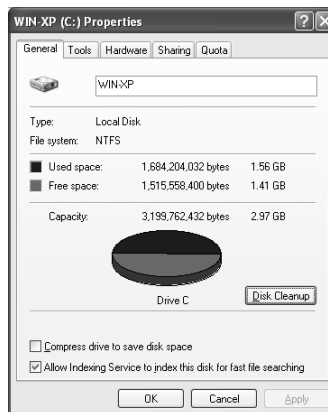 WIN-XP (C:) Properties
General Tools Hardware Sharing Quota
WIN-XP
Type: Local Disk
File system: NTFS
Used space: 1,684,204,032 bytes 1.56 GB
Free space: 1,515,558,400 bytes 1.41 GB
Capacity: 3,199,762,432 bytes 2.97 GB
Drive C
Disk Cleanup
Compress drive to save disk space
Allow Indexing Service to index this disk for fast file searching
OK Cancel Apply